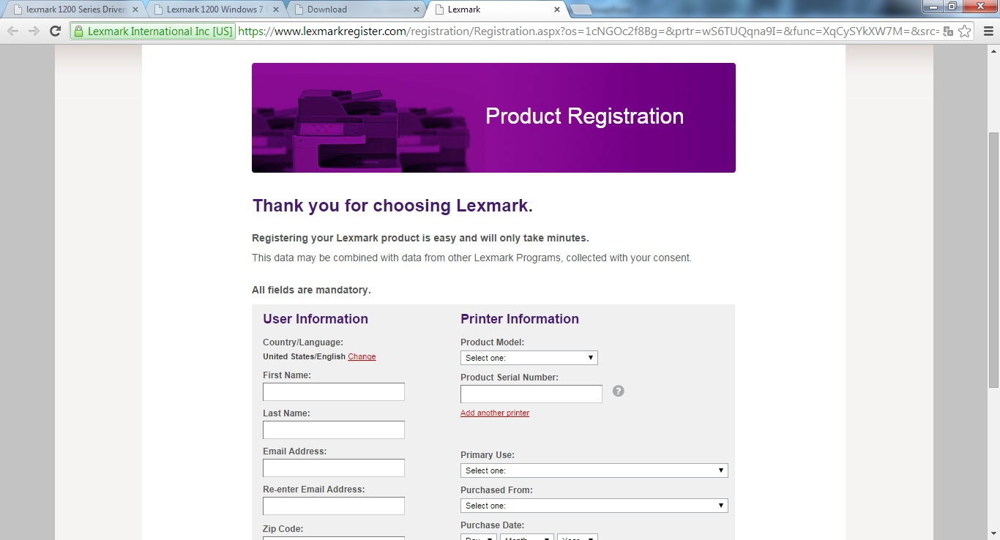 lexmark 1200 Series Driver
Lexmark 1200 Windows 7
Download
Lexmark
Lexmark International Inc [US]
https://www.lexmarkregister.com/registration/Registration.aspx?os=1cNGOc2f8Bg=&prtr=wS6TUQqna9I=&func=XqCySYkXW7M=&src=
Product Registration
Thank you for choosing Lexmark.
Registering your Lexmark product is easy and will only take minutes.
This data may be combined with data from other Lexmark Programs, collected with your consent.
All fields are mandatory.
User Information
Country/Language:
United States/English Change
First Name:
Last Name:
Email Address:
Re-enter Email Address:
Zip Code:
Printer Information
Product Model:
Select one:
Product Serial Number:
?
Add another printer
Primary Use:
Select one:
Purchased From:
Select one:
Purchase Date:
Day Month Year